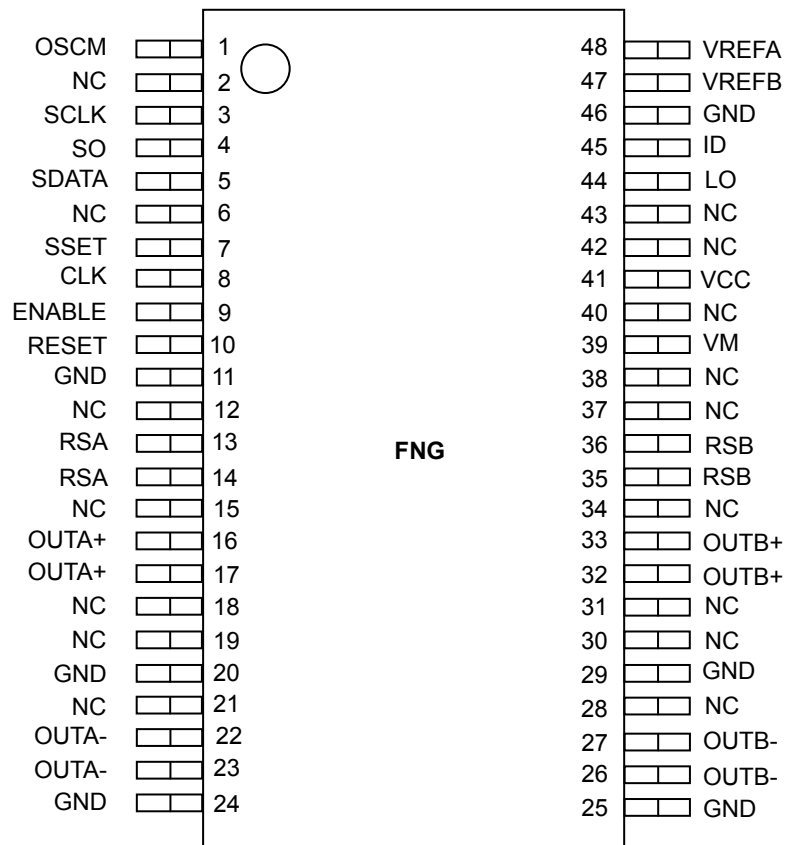 OSCM 1 48 VREFA
NC 2 47 VREFB
SCLK 3 46 GND
SO 4 45 ID
SDATA 5 44 LO
NC 6 43 NC
SSET 7 42 NC
CLK 8 41 VCC
ENABLE 9 40 NC
RESET 10 39 VM
GND 11 38 NC
NC 12 37 NC
RSA 13 36 RSB
FNG
RSA 14 35 RSB
NC 15 34 NC
OUTA+ 16 33 OUTB+
OUTA+ 17 32 OUTB+
NC 18 31 NC
NC 19 30 NC
GND 20 29 GND
NC 21 28 NC
OUTA- 22 27 OUTB-
OUTA- 23 26 OUTB-
GND 24 25 GND